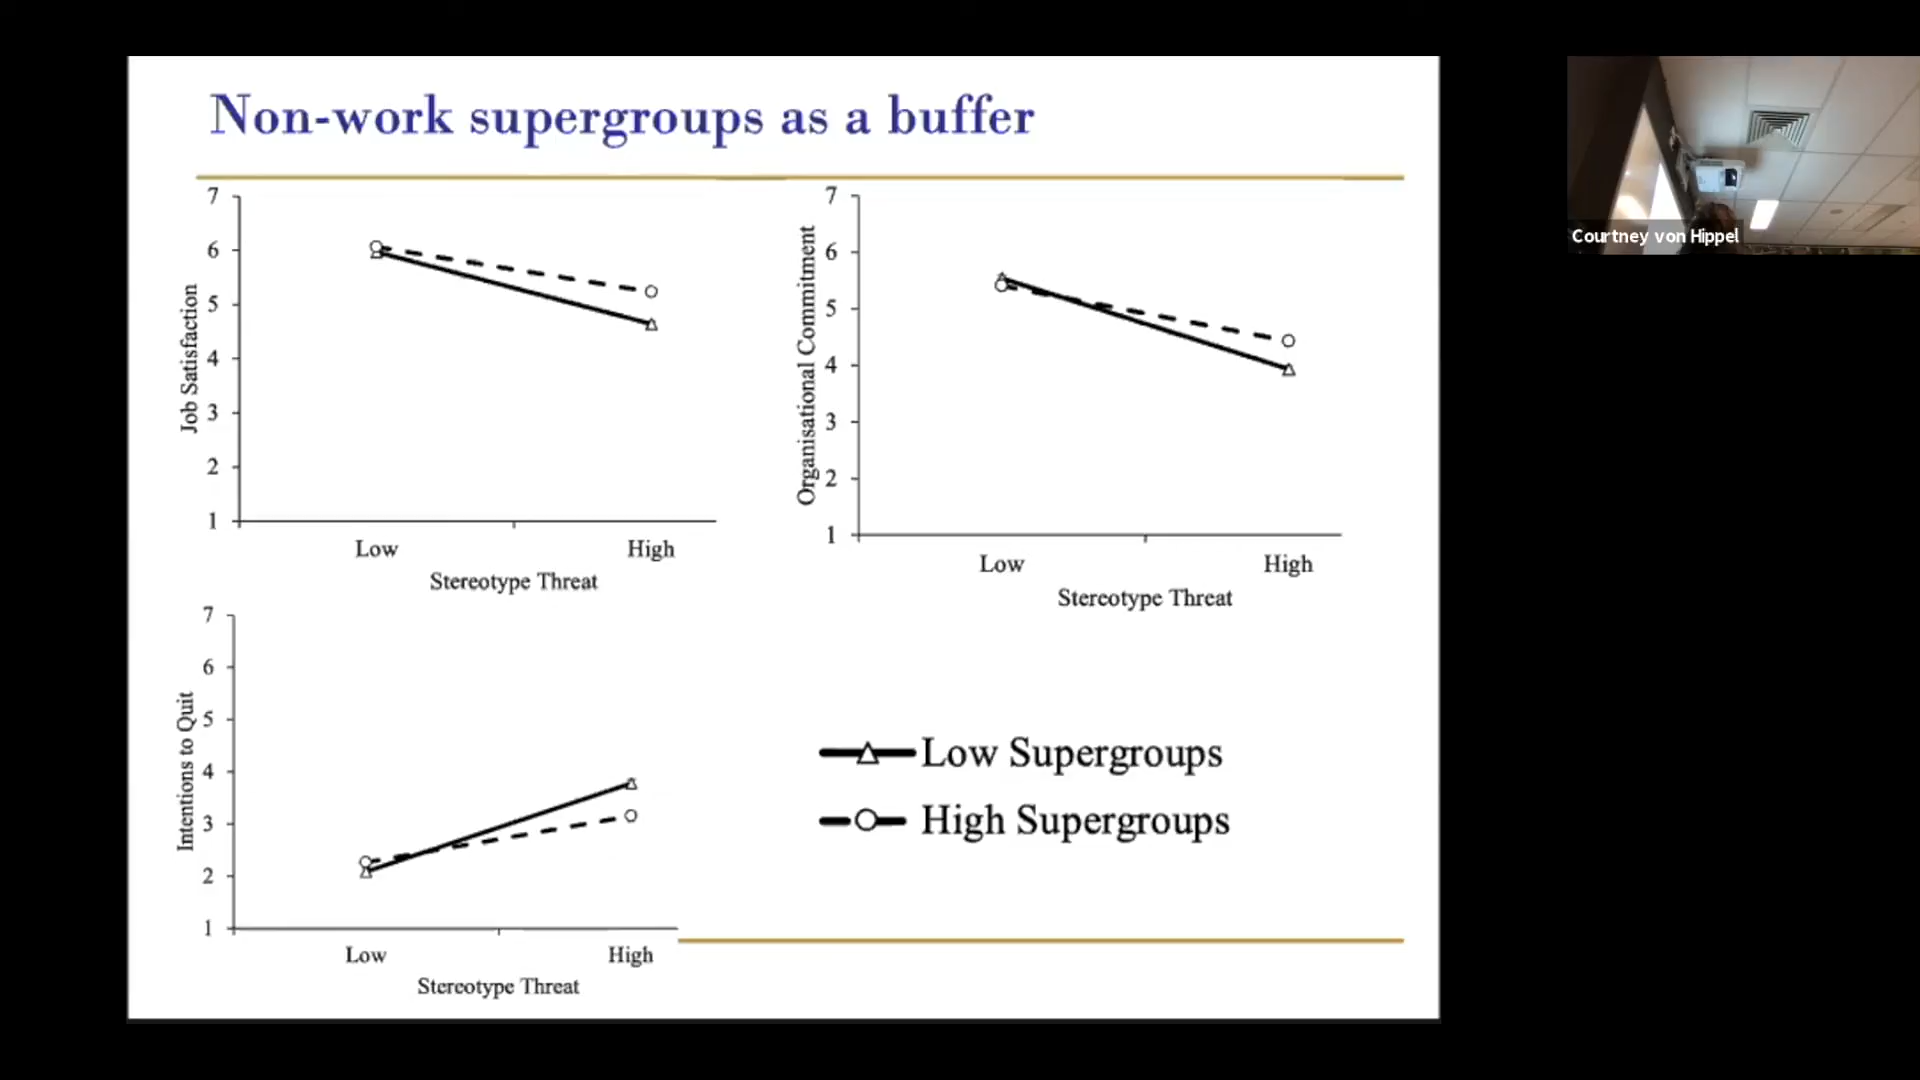 Non-work supergroups as a buffer
7
6
5
4
3
2
1
Job Satisfaction
Low
High
Stereotype Threat
7
6
5
4
3
2
1
Organisational Commitment
Low
High
Stereotype Threat
7
6
5
4
3
2
1
Intentions to Quit
Low
High
Stereotype Threat
Low Supergroups
High Supergroups
Courtney von Hippel